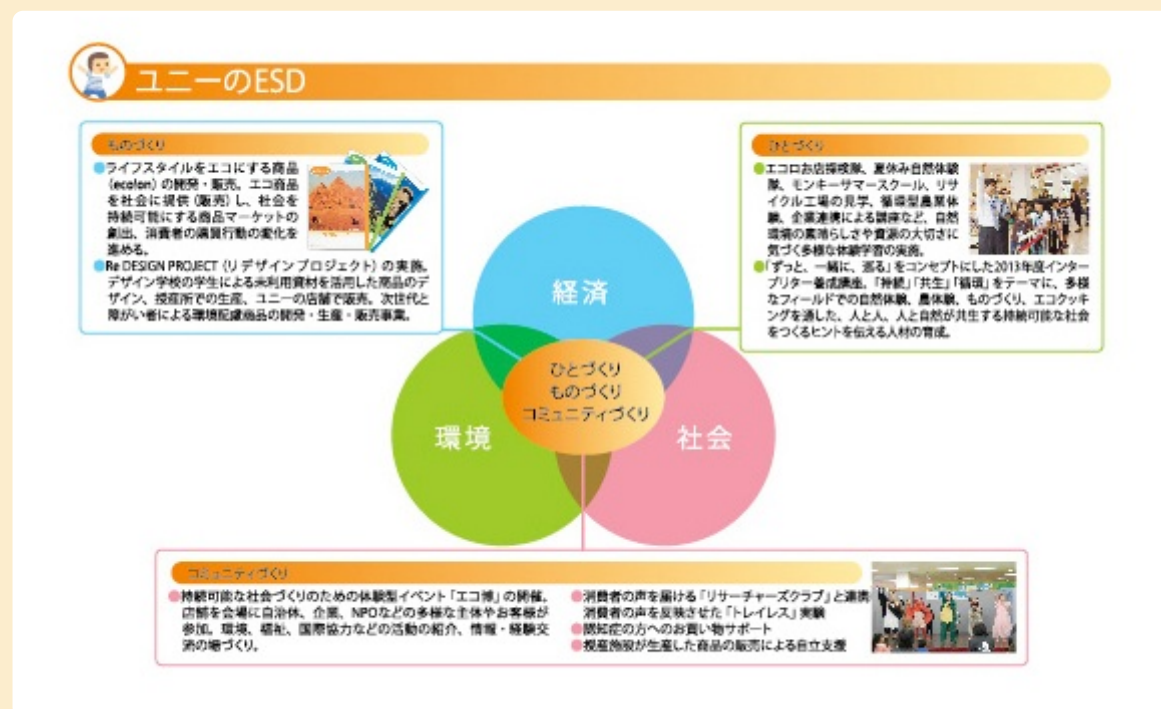 ユニーのESD
ものづくり
●ライフスタイルをエコにする商品
(ecolon)の開発・販売。エコ商品
を社会に提供(販売)し、社会を
持続可能にする商品マーケットの
創出、消費者の購買行動の変化を
進める。
●Re DESIGN PROJECT(リデザインプロジェクト)の実施。
デザイン学校の学生による未利用資材を活用した商品のデ
ザイン、授産所での生産、ユニーの店舗で販売。次世代と
障がい者による環境配慮商品の開発・生産・販売事業。
ひとづくり
●エコロお店探検隊、夏休み自然体験
隊、モンキーサマースクール、リサ
イクル工場の見学、循環型農業体
験、企業連携による講座など、自然
環境の素晴らしさや資源の大切さに
気づく多様な体験学習の実施。
●「ずっと、一緒に、巡る」をコンセプトにした2013年度インター
プリター養成講座。「持続」「共生」「循環」をテーマに、多様
なフィールドでの自然体験、農体験、ものづくり、エコクッキ
ングを通した、人と人、人と自然が共生する持続可能な社会
をつくるヒントを伝える人材の育成。
経済
ひとづくり
ものづくり
コミュニティづくり
環境
社会
コミュニティづくり
●持続可能な社会づくりのための体験型イベント「エコ博」の開催。
店舗を会場に自治体、企業、NPOなどの多様な主体やお客様が
参加。環境、福祉、国際協力などの活動の紹介、情報・経験交
流の場づくり。
●消費者の声を届ける「リサーチャーズクラブ」と連携
消費者の声を反映させた「トレイレス」実験
●認知症の方へのお買い物サポート
●授産施設が生産した商品の販売による自立支援